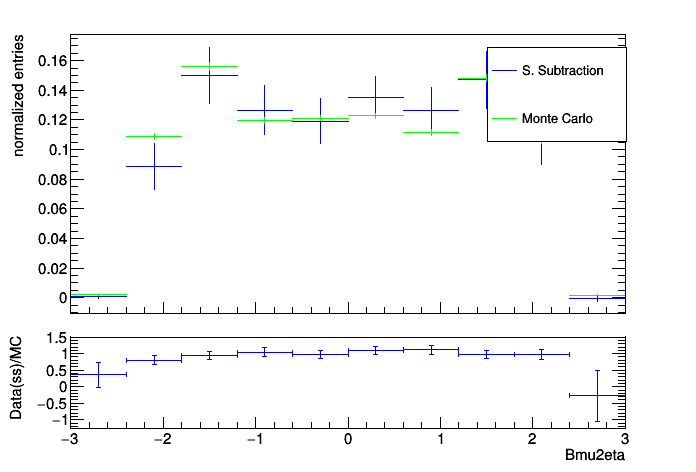 normalized entries
0.16
0.14
0.12
0.1
0.08
0.06
0.04
0.02
0
S. Subtraction
Monte Carlo
Data(ss)/MC
1.5
1
0.5
0
−0.5
−1
−3 −2 −1 0 1 2 3
Bmu2eta